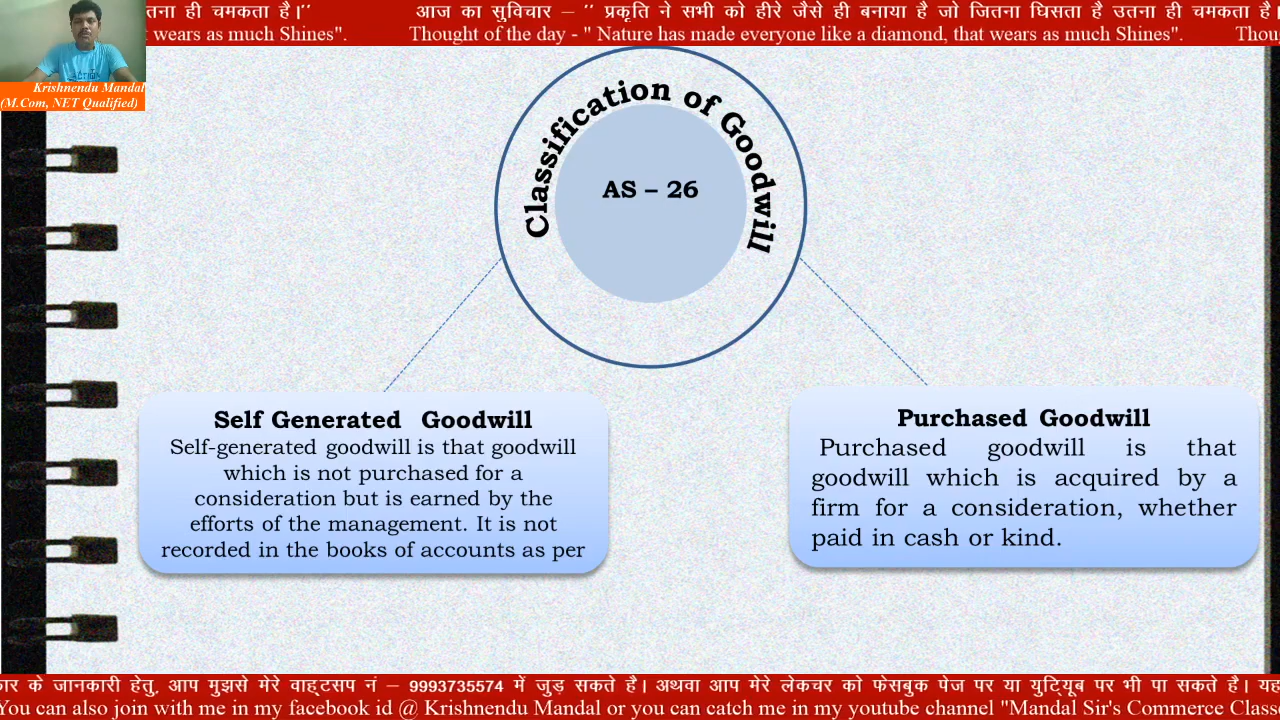 तना ही चमकता है।’’ आज का सुविचार – ‘‘ प्रकृति ने सभी को हीरे जैसे ही बनाया है जो जितना घिसता है उतना ही चमकता है।
wears as much Shines". Thought of the day - " Nature has made everyone like a diamond, that wears as much Shines". Thou
Krishnendu Mandal
(M.Com, NET Qualified)
Classification of Goodwill
AS – 26
Self Generated Goodwill
Self-generated goodwill is that goodwill
which is not purchased for a
consideration but is earned by the
efforts of the management. It is not
recorded in the books of accounts as per
Purchased Goodwill
Purchased goodwill is that
goodwill which is acquired by a
firm for a consideration, whether
paid in cash or kind.
कार के जानकारी हेतु, आप मुझसे मेरे वाह्टसप नं – 9993735574 में जुड़ सकते है। अथवा आप मेरे लेकचर को फेसबुक पेज पर या युट्यिूब पर भी पा सकते है। यह
You can also join with me in my facebook id @ Krishnendu Mandal or you can catch me in my youtube channel "Mandal Sir's Commerce Classe